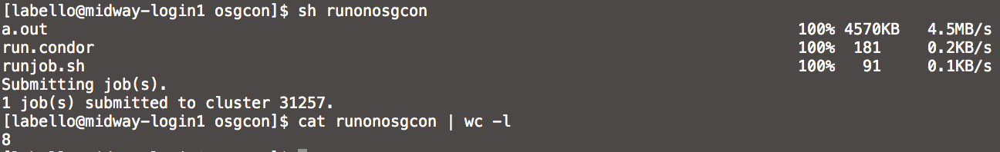 [labello@midway-login1 osgcon]$ sh runonosgcon
a.out 100% 4570KB 4.5MB/s
run.condor 100% 181 0.2KB/s
runjob.sh 100% 91 0.1KB/s
Submitting job(s).
1 job(s) submitted to cluster 31257.
[labello@midway-login1 osgcon]$ cat runonosgcon | wc -l
8